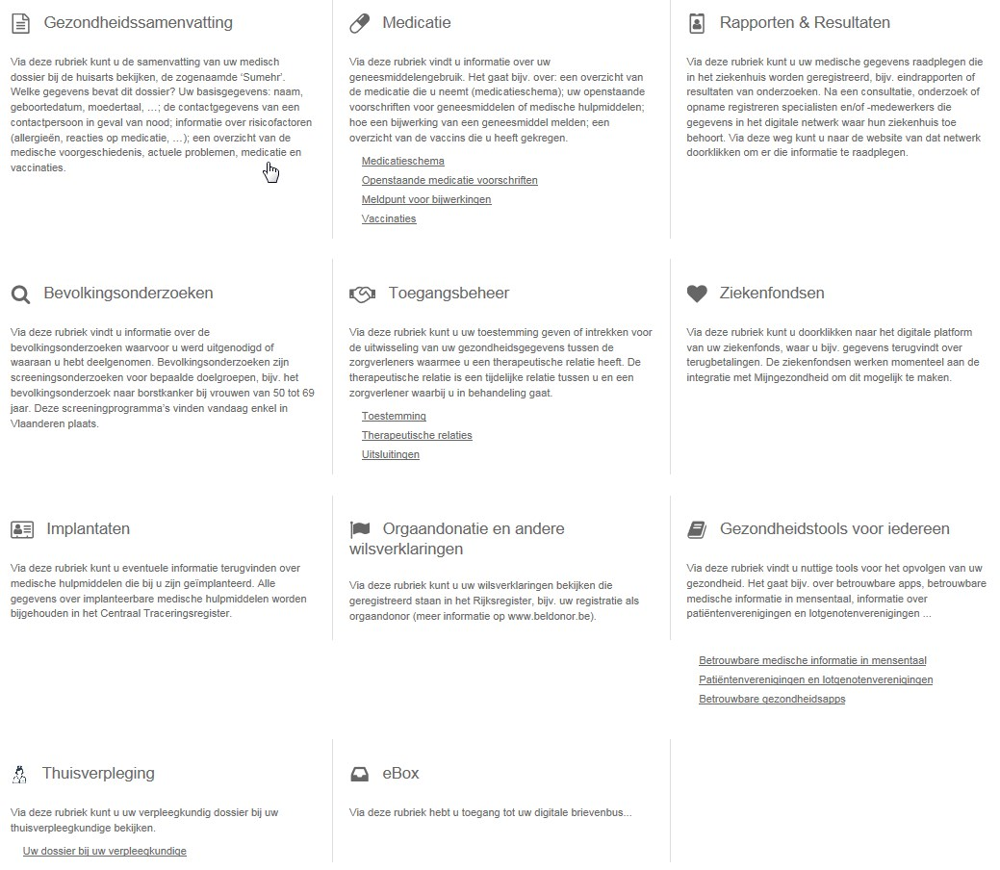 Gezondheidssamenvatting
Via deze rubriek kunt u de samenvatting van uw medisch
dossier bij de huisarts bekijken, de zogenaamde ‘Sumehr’.
Welke gegevens bevat dit dossier? Uw basisgegevens: naam,
geboortedatum, moedertaal, …; de contactgegevens van een
contactpersoon in geval van nood; informatie over risicofactoren
(allergieën, reacties op medicatie, …); een overzicht van de
medische voorgeschiedenis, actuele problemen, medicatie en
vaccinaties.
Medicatie
Via deze rubriek vindt u informatie over uw
geneesmiddelengebruik. Het gaat bijv. over: een overzicht van
de medicatie die u neemt (medicatieschema); uw openstaande
voorschriften voor geneesmiddelen of medische hulpmiddelen;
hoe een bijwerking van een geneesmiddel melden; een
overzicht van de vaccins die u heeft gekregen.
Medicatieschema
Openstaande medicatie voorschriften
Meldpunt voor bijwerkingen
Vaccinaties
Rapporten & Resultaten
Via deze rubriek kunt u uw medische gegevens raadplegen die
in het ziekenhuis worden geregistreerd, bijv. eindrapporten of
resultaten van onderzoeken. Na een consultatie, onderzoek of
opname registreren specialisten en/of -medewerkers die
gegevens in het digitale netwerk waar hun ziekenhuis toe
behoort. Via deze weg kunt u naar de website van dat netwerk
doorklikken om er die informatie te raadplegen.
Bevolkingsonderzoeken
Via deze rubriek vindt u informatie over de
bevolkingsonderzoeken waarvoor u werd uitgenodigd of
waaraan u hebt deelgenomen. Bevolkingsonderzoeken zijn
screeningsonderzoeken voor bepaalde doelgroepen, bijv. het
bevolkingsonderzoek naar borstkanker bij vrouwen van 50 tot 69
jaar. Deze screeningprogramma’s vinden vandaag enkel in
Vlaanderen plaats.
Toegangsbeheer
Via deze rubriek kunt u uw toestemming geven of intrekken voor
de uitwisseling van uw gezondheidsgegevens tussen de
zorgverleners waarmee u een therapeutische relatie heeft. De
therapeutische relatie is een tijdelijke relatie tussen u en een
zorgverlener waarbij u in behandeling gaat.
Toestemming
Therapeutische relaties
Uitsluitingen
Ziekenfondsen
Via deze rubriek kunt u doorklikken naar het digitale platform
van uw ziekenfonds, waar u bijv. gegevens terugvindt over
terugbetalingen. De ziekenfondsen werken momenteel aan de
integratie met Mijngezondheid om dit mogelijk te maken.
Implantaten
Via deze rubriek kunt u eventuele informatie terugvinden over
medische hulpmiddelen die bij u zijn geïmplanteerd. Alle
gegevens over implanteerbare medische hulpmiddelen worden
bijgehouden in het Centraal Traceringsregister.
Orgaandonatie en andere
wilsverklaringen
Via deze rubriek kunt u uw wilsverklaringen bekijken die
geregistreerd staan in het Rijksregister, bijv. uw registratie als
orgaandonor (meer informatie op www.beldonor.be).
Gezondheidstools voor iedereen
Via deze rubriek vindt u nuttige tools voor het opvolgen van uw
gezondheid. Het gaat bijv. over betrouwbare apps, betrouwbare
medische informatie in mensentaal, informatie over
patiëntenverenigingen en lotgenotenverenigingen ...
Betrouwbare medische informatie in mensentaal
Patiëntenverenigingen en lotgenotenverenigingen
Betrouwbare gezondheidsapps
Thuisverpleging
Via deze rubriek kunt u uw verpleegkundig dossier bij uw
thuisverpleegkundige bekijken.
Uw dossier bij uw verpleegkundige
eBox
Via deze rubriek hebt u toegang tot uw digitale brievenbus...